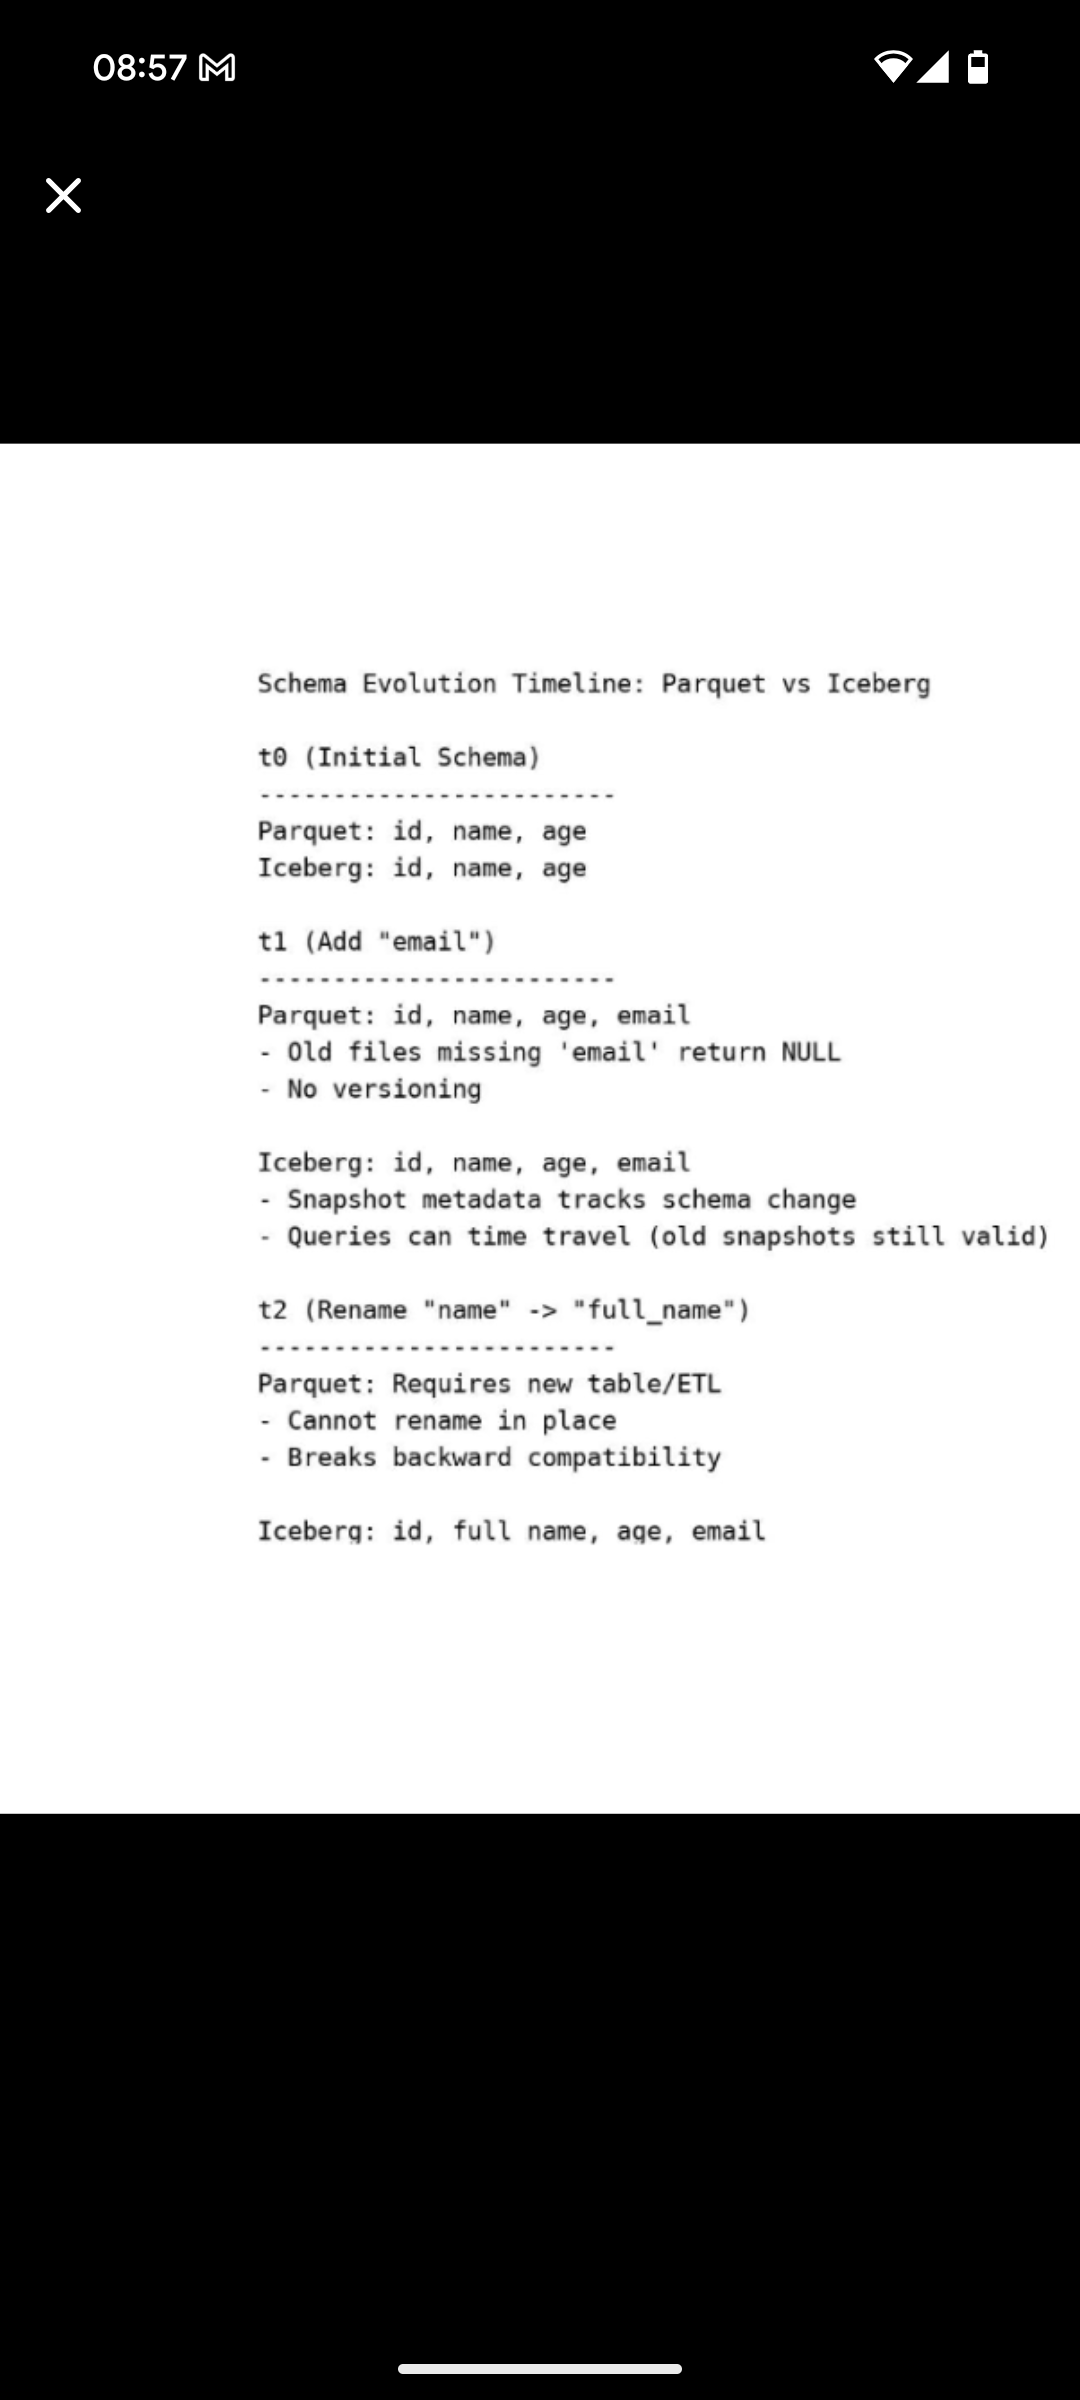 08:57
Schema Evolution Timeline: Parquet vs Iceberg
t0 (Initial Schema)
------------------------
Parquet: id, name, age
Iceberg: id, name, age
t1 (Add "email")
------------------------
Parquet: id, name, age, email
- Old files missing 'email' return NULL
- No versioning
Iceberg: id, name, age, email
- Snapshot metadata tracks schema change
- Queries can time travel (old snapshots still valid)
t2 (Rename "name" -> "full_name")
------------------------
Parquet: Requires new table/ETL
- Cannot rename in place
- Breaks backward compatibility
Iceberg: id, full name, age, email